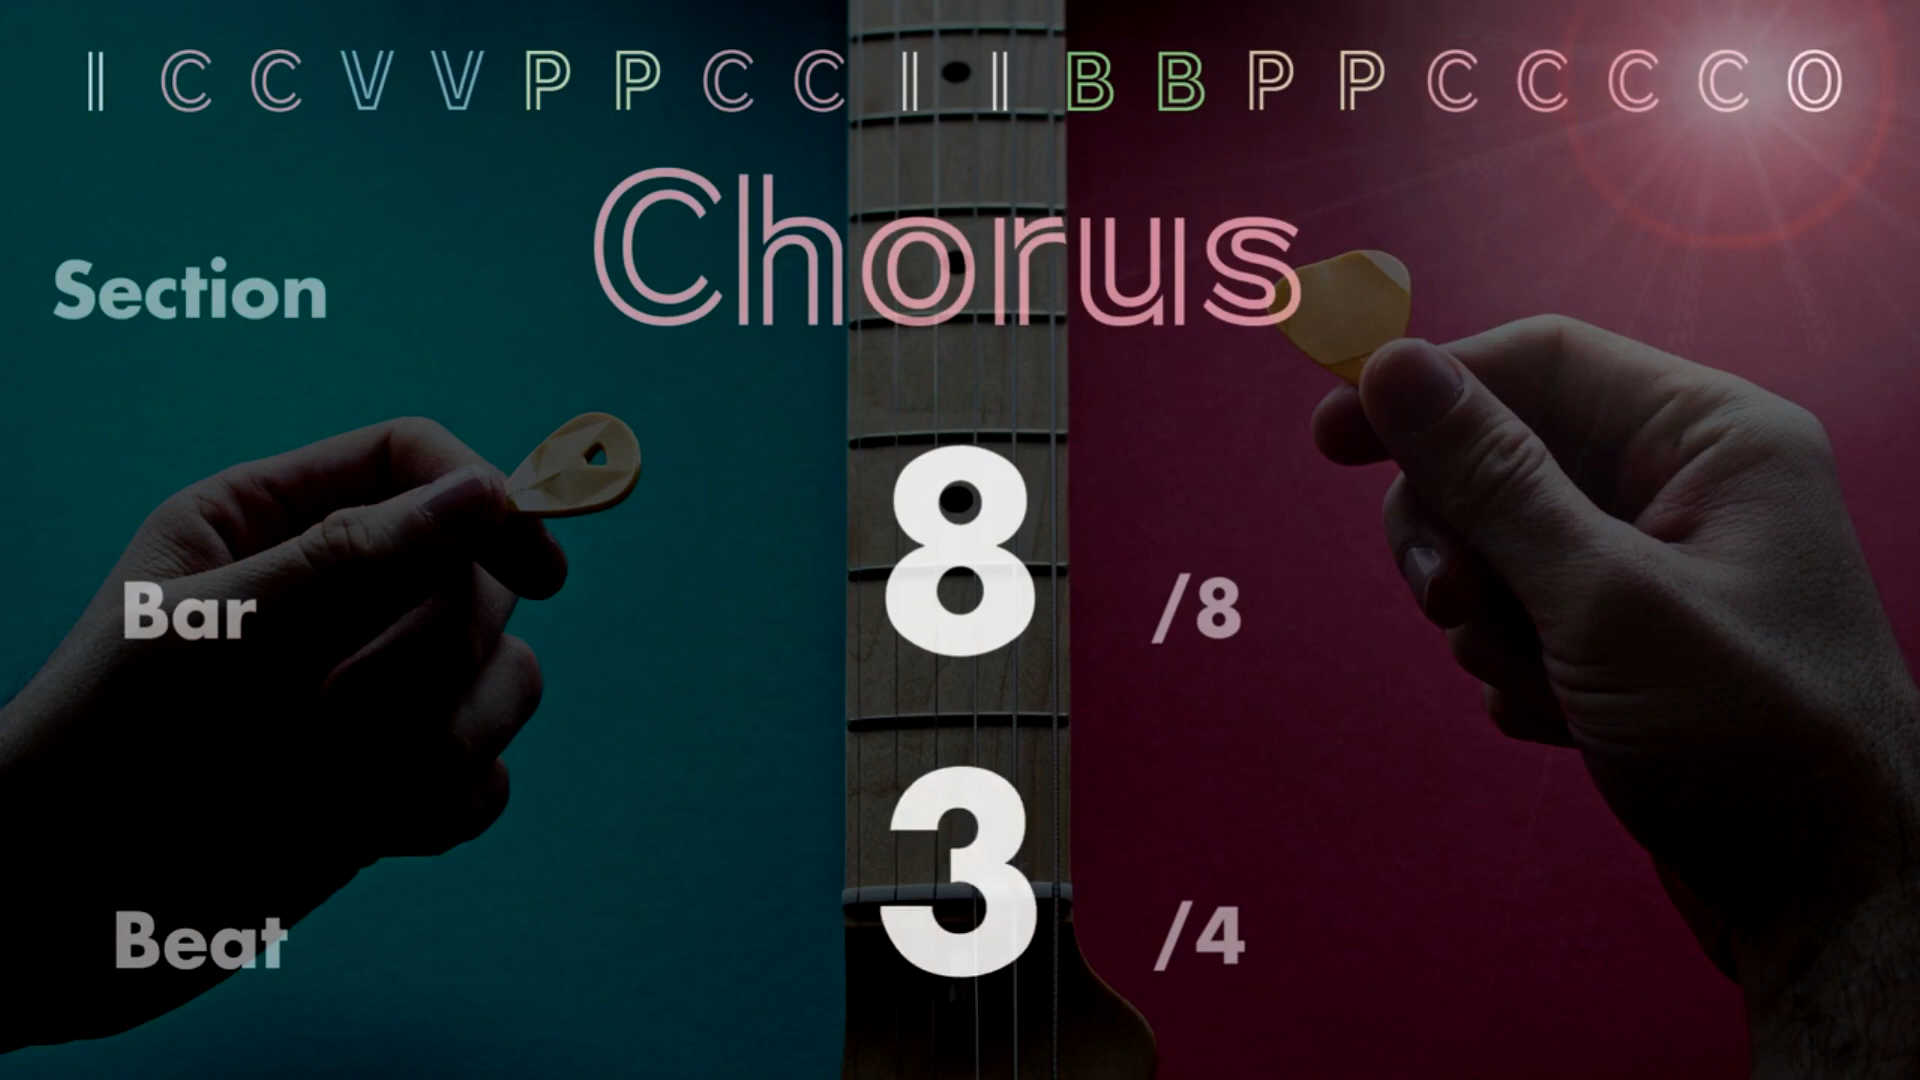 I C C V V P P C C I I B B P P C C C C O
Chorus
Section
Bar 8 /8
Beat 3 /4